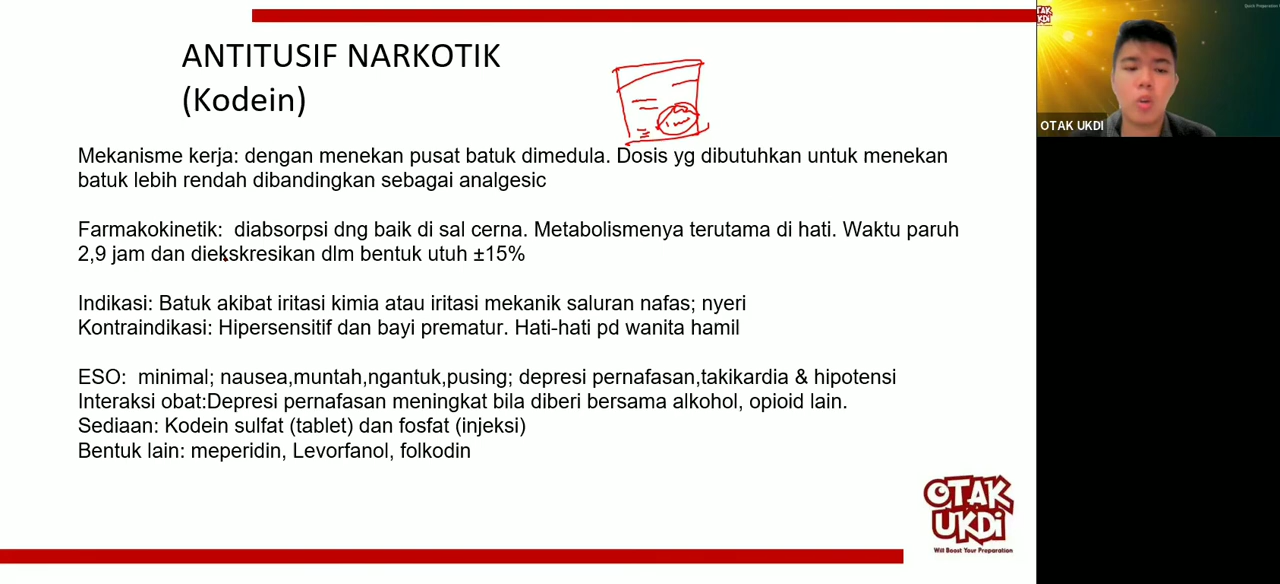 ANTITUSIF NARKOTIK
(Kodein)
Mekanisme kerja: dengan menekan pusat batuk dimedula. Dosis yg dibutuhkan untuk menekan
batuk lebih rendah dibandingkan sebagai analgesic
Farmakokinetik: diabsorpsi dng baik di sal cerna. Metabolismenya terutama di hati. Waktu paruh
2,9 jam dan diekskresikan dlm bentuk utuh ±15%
Indikasi: Batuk akibat iritasi kimia atau iritasi mekanik saluran nafas; nyeri
Kontraindikasi: Hipersensitif dan bayi prematur. Hati-hati pd wanita hamil
ESO: minimal; nausea,muntah,ngantuk,pusing; depresi pernafasan,takikardia & hipotensi
Interaksi obat:Depresi pernafasan meningkat bila diberi bersama alkohol, opioid lain.
Sediaan: Kodein sulfat (tablet) dan fosfat (injeksi)
Bentuk lain: meperidin, Levorfanol, folkodin
OTAK
UKDI
Will Boost Your Preparation
OTAK UKDI